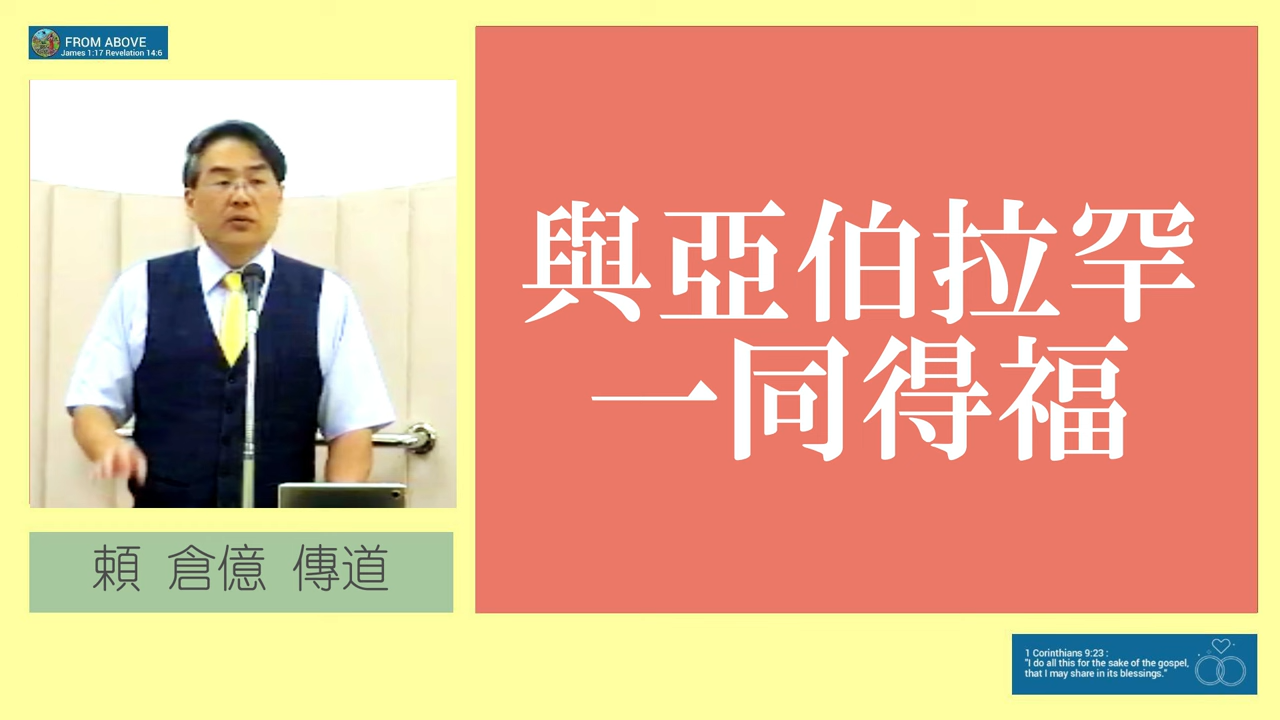 FROM ABOVE
James 1:17 Revelation 14:6
與亞伯拉罕
一同得福
賴 倉億 傳道
1 Corinthians 9:23 :
"I do all this for the sake of the gospel,
that I may share in its blessings."